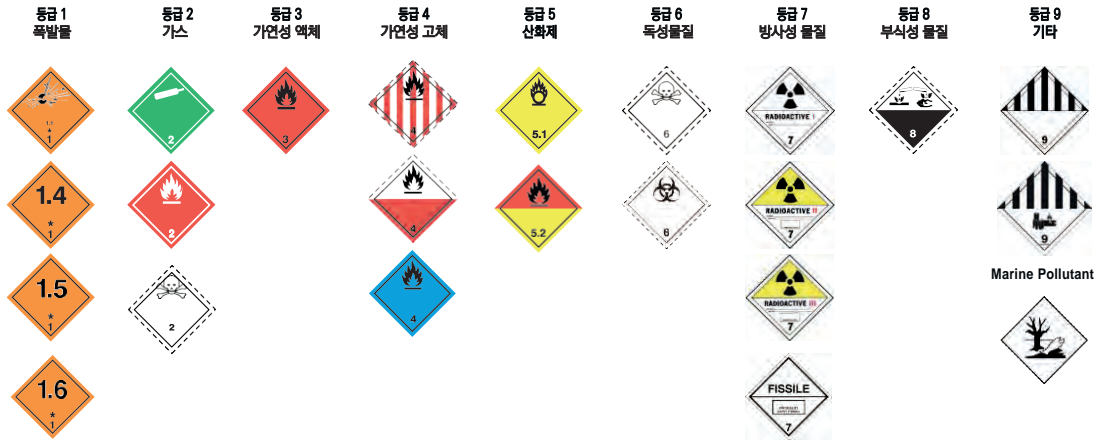 등급 1
폭발물
등급 2
가스
등급 3
가연성 액체
등급 4
가연성 고체
등급 5
산화제
등급 6
독성물질
등급 7
방사성 물질
등급 8
부식성 물질
등급 9
기타
1.1
*
1
2
3
4
5.1
6
RADIOACTIVE I
7
8
9
1.4
*
1
2
4
5.2
6
RADIOACTIVE II
7
9
Marine Pollutant
1.5
*
1
2
4
RADIOACTIVE III
7
1.6
*
1
FISSILE
7